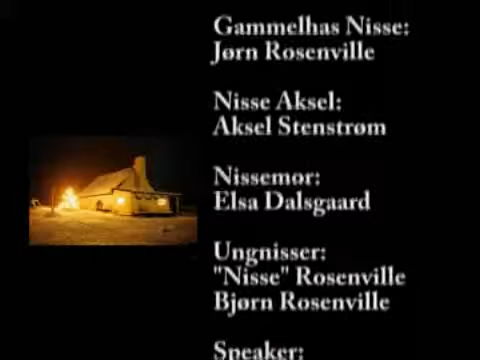 Gammelhas Nisse:
Jørn Rosenville
Nisse Aksel:
Aksel Stenstrøm
Nissemor:
Elsa Dalsgaard
Ungnisser:
"Nisse" Rosenville
Bjørn Rosenville
Speaker: